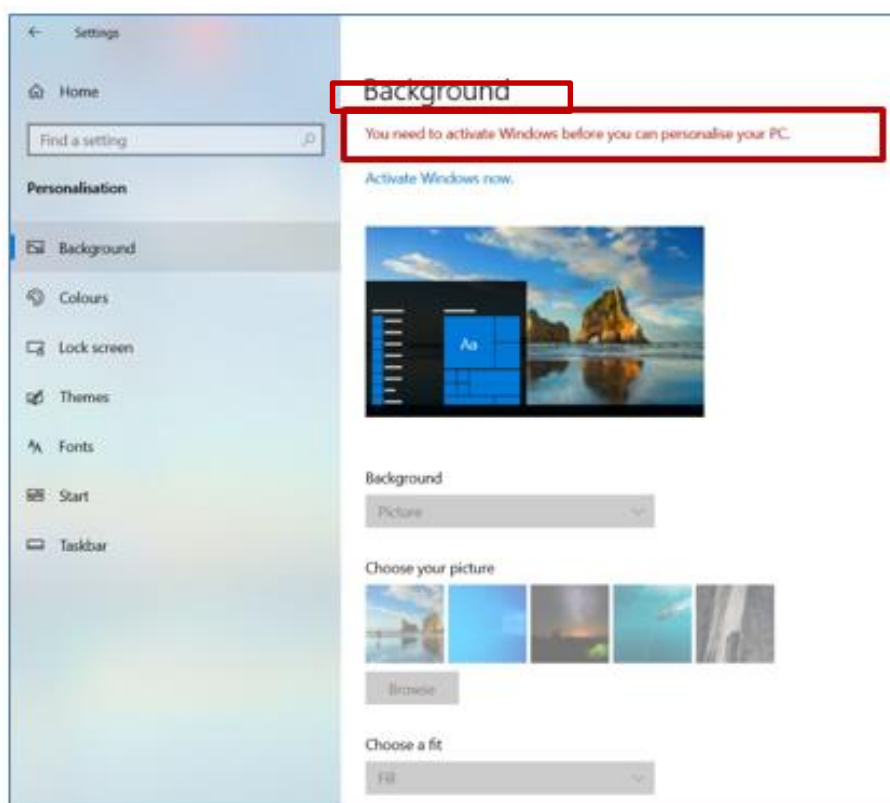 Settings
Home
Find a setting
Personalisation
Background
Colours
Lock screen
Themes
Fonts
Start
Taskbar
Background
You need to activate Windows before you can personalise your PC.
Activate Windows now.
Aa
Background
Picture
Choose your picture
Browse
Choose a fit
Fill